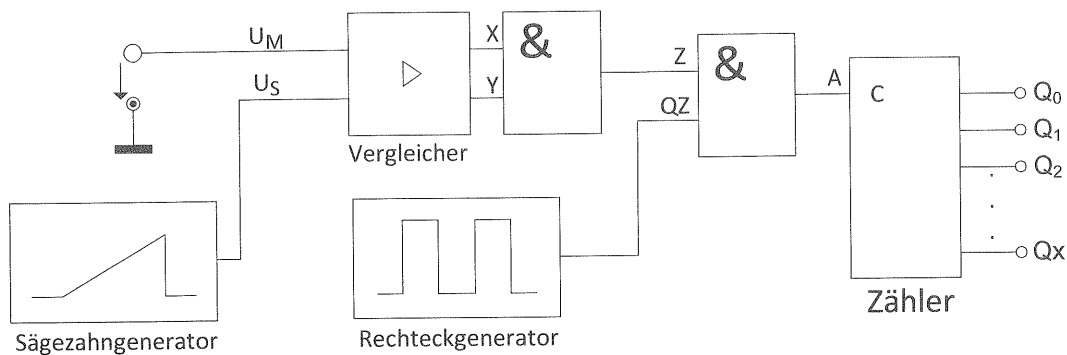 U_M
U_S
Vergleicher
X
Y
&
Z
QZ
&
A
C
Q_0
Q_1
Q_2
Qx
Zähler
Sägezahngenerator
Rechteckgenerator